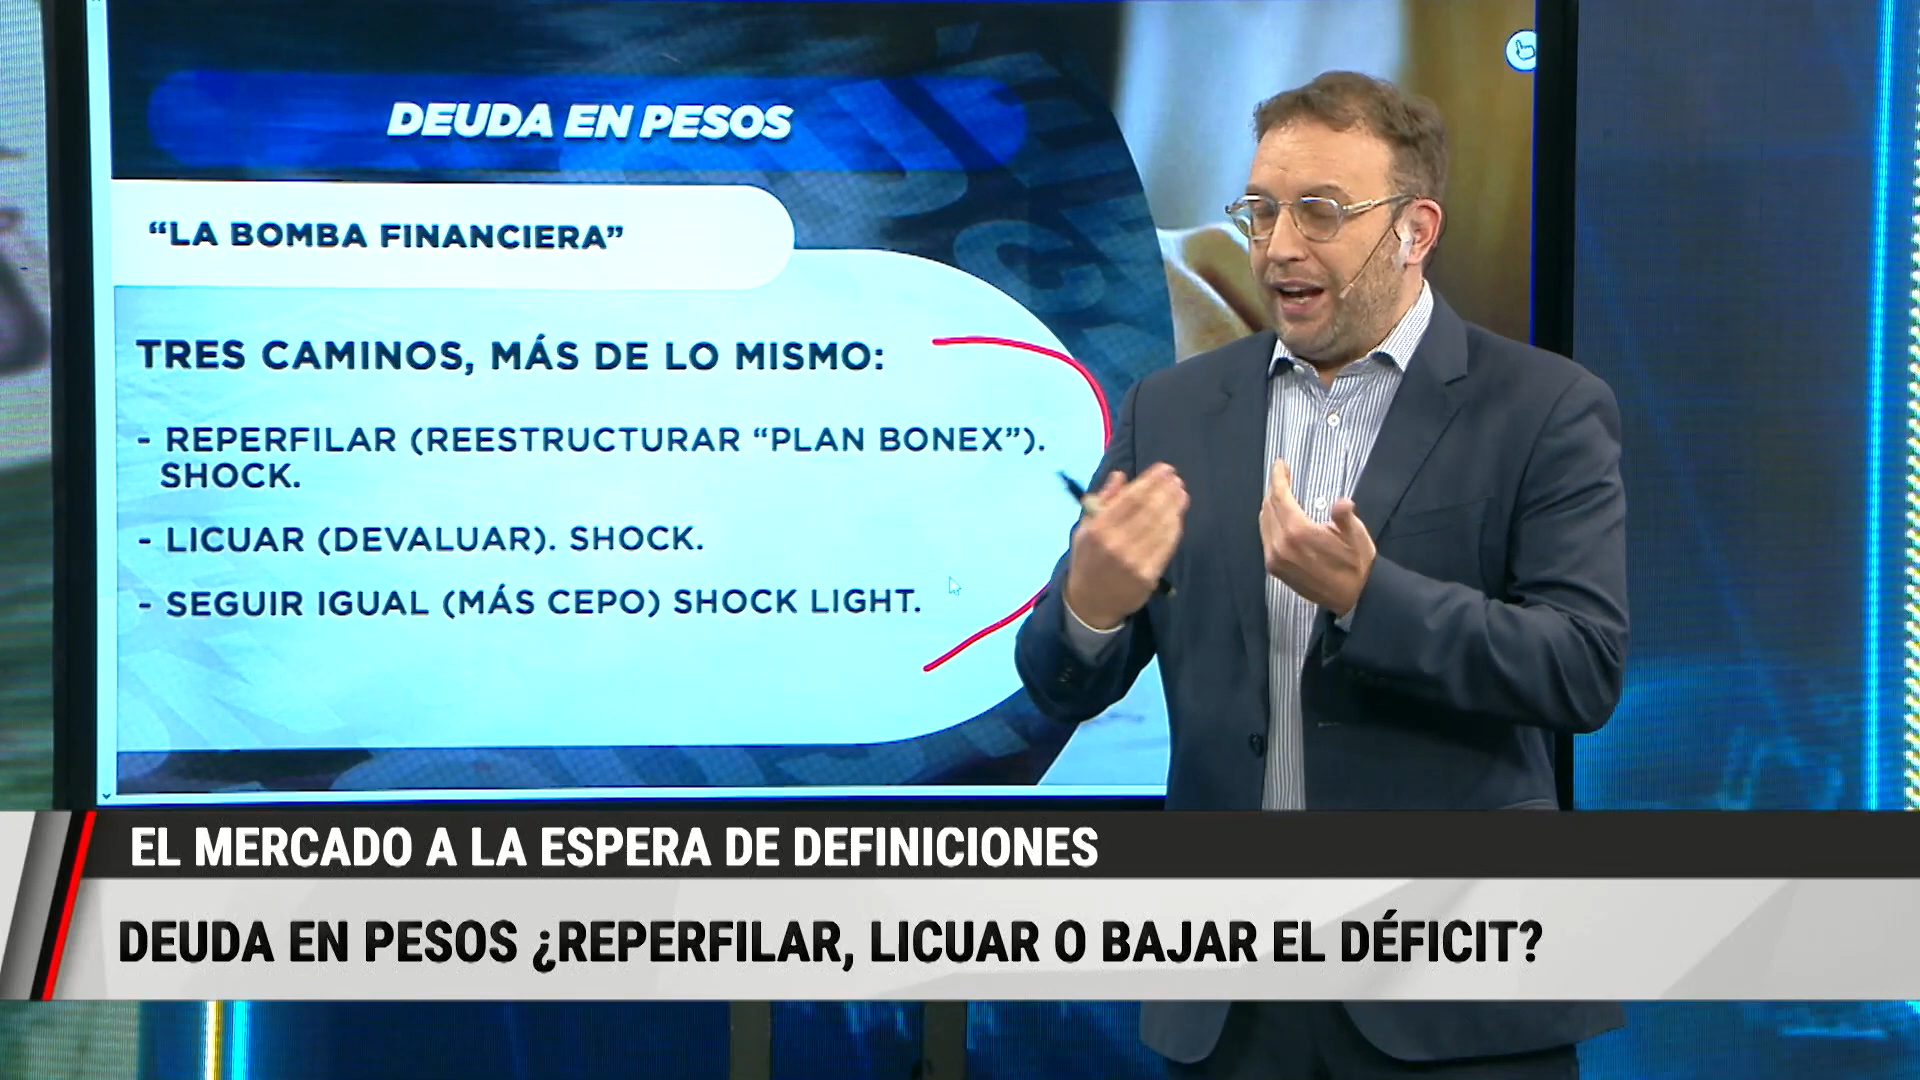 DEUDA EN PESOS
“LA BOMBA FINANCIERA”
TRES CAMINOS, MÁS DE LO MISMO:
- REPERFILAR (REESTRUCTURAR “PLAN BONEX”).
SHOCK.
- LICUAR (DEVALUAR). SHOCK.
- SEGUIR IGUAL (MÁS CEPO) SHOCK LIGHT.
EL MERCADO A LA ESPERA DE DEFINICIONES
DEUDA EN PESOS ¿REPERFILAR, LICUAR O BAJAR EL DÉFICIT?